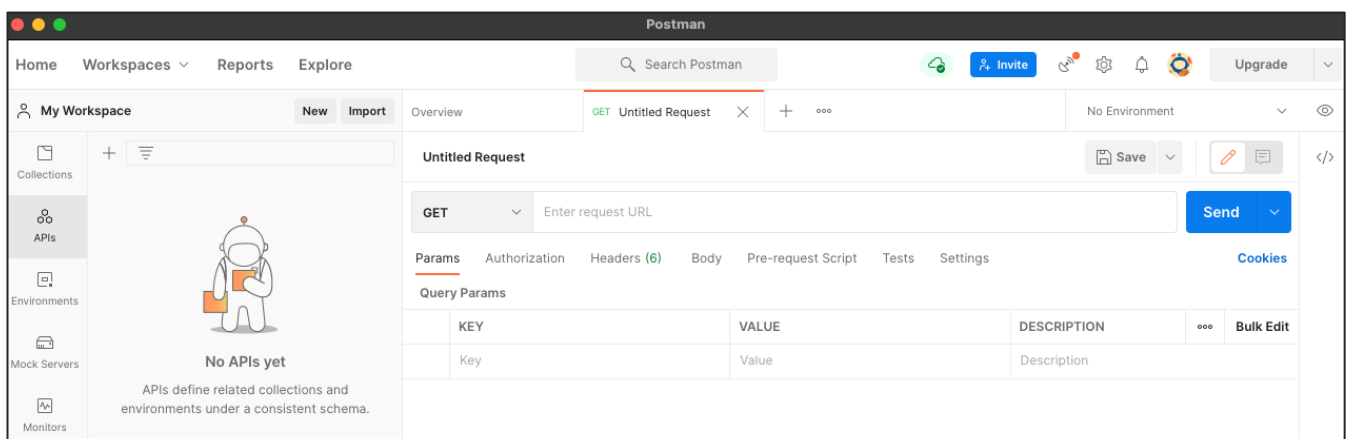 Postman
Home Workspaces Reports Explore Search Postman Invite Upgrade
My Workspace New Import Overview GET Untitled Request No Environment
Collections
Untitled Request Save
APIs
GET Enter request URL Send
Params Authorization Headers (6) Body Pre-request Script Tests Settings Cookies
Environments
Query Params
KEY VALUE DESCRIPTION Bulk Edit
Mock Servers
No APIs yet
Key Value Description
APIs define related collections and
environments under a consistent schema.
Monitors